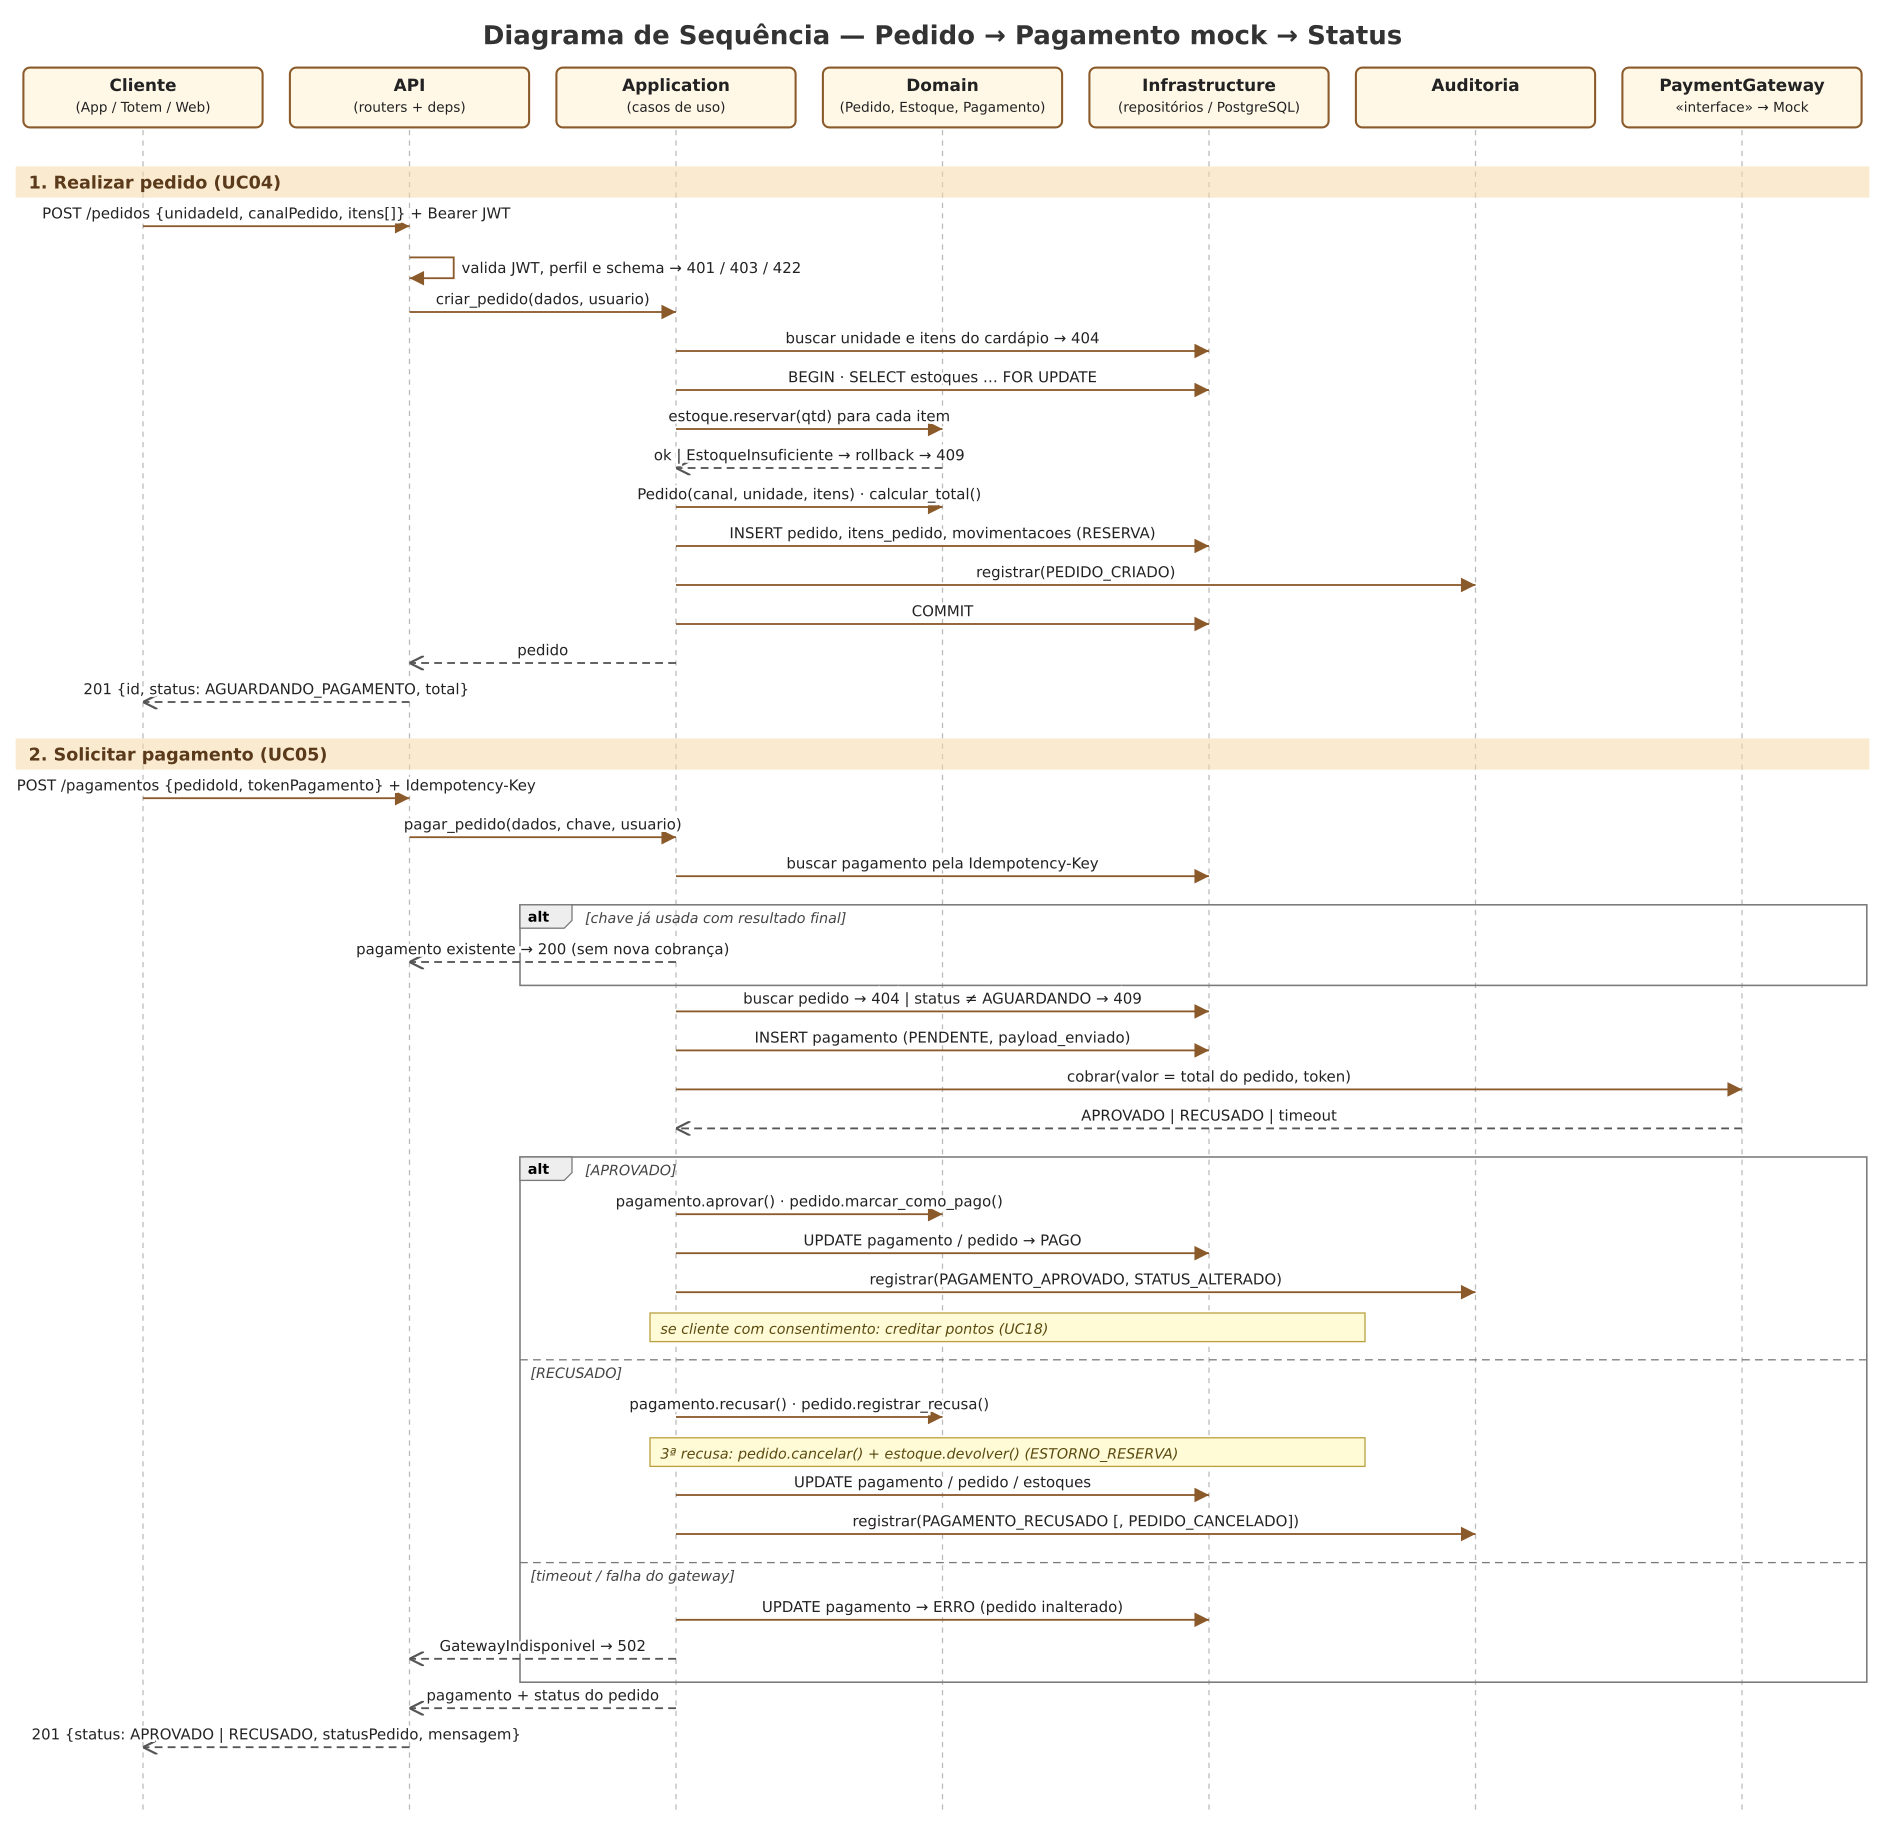 Diagrama de Sequência — Pedido → Pagamento mock → Status
Cliente
(App / Totem / Web)
API
(routers + deps)
Application
(casos de uso)
Domain
(Pedido, Estoque, Pagamento)
Infrastructure
(repositórios / PostgreSQL)
Auditoria
PaymentGateway
«interface» → Mock
1. Realizar pedido (UC04)
POST /pedidos {unidadeId, canalPedido, itens[]} + Bearer JWT
valida JWT, perfil e schema → 401 / 403 / 422
criar_pedido(dados, usuario)
buscar unidade e itens do cardápio → 404
BEGIN · SELECT estoques … FOR UPDATE
estoque.reservar(qtd) para cada item
ok | EstoqueInsuficiente → rollback → 409
Pedido(canal, unidade, itens) · calcular_total()
INSERT pedido, itens_pedido, movimentacoes (RESERVA)
registrar(PEDIDO_CRIADO)
COMMIT
pedido
201 {id, status: AGUARDANDO_PAGAMENTO, total}
2. Solicitar pagamento (UC05)
POST /pagamentos {pedidoId, tokenPagamento} + Idempotency-Key
pagar_pedido(dados, chave, usuario)
buscar pagamento pela Idempotency-Key
alt [chave já usada com resultado final]
pagamento existente → 200 (sem nova cobrança)
buscar pedido → 404 | status ≠ AGUARDANDO → 409
INSERT pagamento (PENDENTE, payload_enviado)
cobrar(valor = total do pedido, token)
APROVADO | RECUSADO | timeout
alt [APROVADO]
pagamento.aprovar() · pedido.marcar_como_pago()
UPDATE pagamento / pedido → PAGO
registrar(PAGAMENTO_APROVADO, STATUS_ALTERADO)
se cliente com consentimento: creditar pontos (UC18)
[RECUSADO]
pagamento.recusar() · pedido.registrar_recusa()
3ª recusa: pedido.cancelar() + estoque.devolver() (ESTORNO_RESERVA)
UPDATE pagamento / pedido / estoques
registrar(PAGAMENTO_RECUSADO [, PEDIDO_CANCELADO])
[timeout / falha do gateway]
UPDATE pagamento → ERRO (pedido inalterado)
GatewayIndisponivel → 502
pagamento + status do pedido
201 {status: APROVADO | RECUSADO, statusPedido, mensagem}